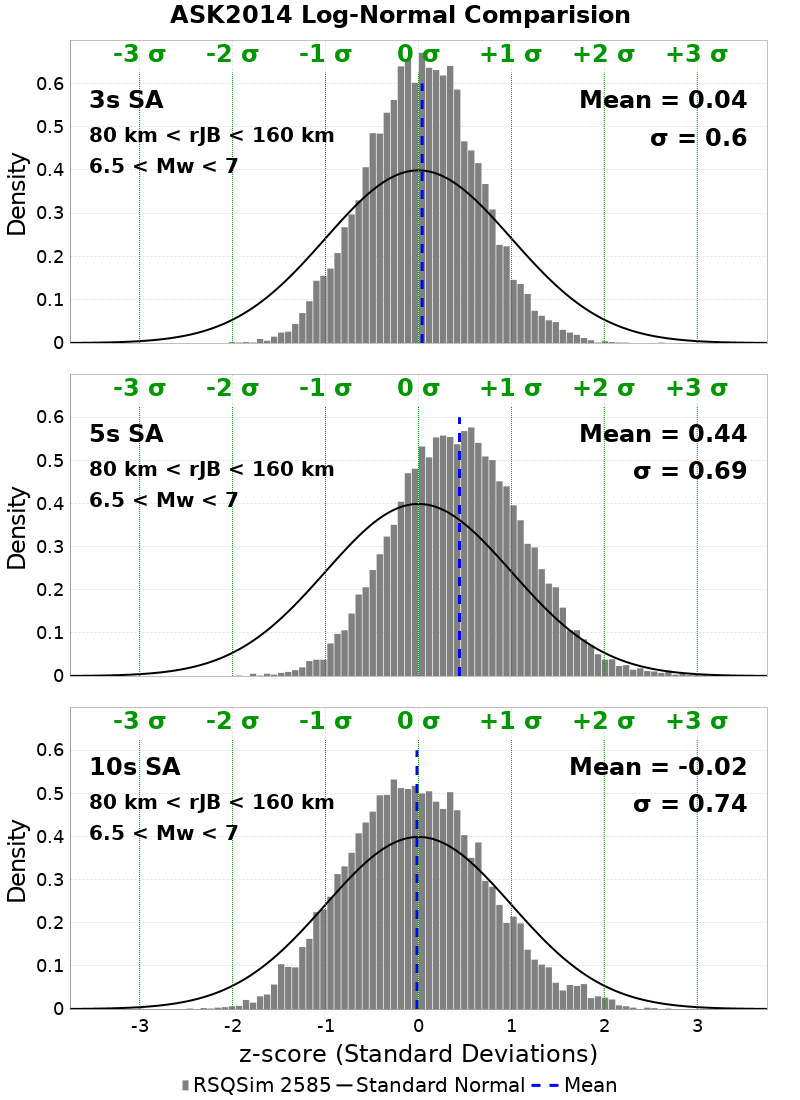 ASK2014 Log-Normal Comparision
-3 σ -2 σ -1 σ 0 σ +1 σ +2 σ +3 σ
3s SA
80 km < rJB < 160 km
6.5 < Mw < 7
Mean = 0.04
σ = 0.6
Density
0.6
0.5
0.4
0.3
0.2
0.1
0
-3 σ -2 σ -1 σ 0 σ +1 σ +2 σ +3 σ
5s SA
80 km < rJB < 160 km
6.5 < Mw < 7
Mean = 0.44
σ = 0.69
Density
0.6
0.5
0.4
0.3
0.2
0.1
0
-3 σ -2 σ -1 σ 0 σ +1 σ +2 σ +3 σ
10s SA
80 km < rJB < 160 km
6.5 < Mw < 7
Mean = -0.02
σ = 0.74
Density
0.6
0.5
0.4
0.3
0.2
0.1
0
-3 -2 -1 0 1 2 3
z-score (Standard Deviations)
RSQSim 2585 Standard Normal Mean